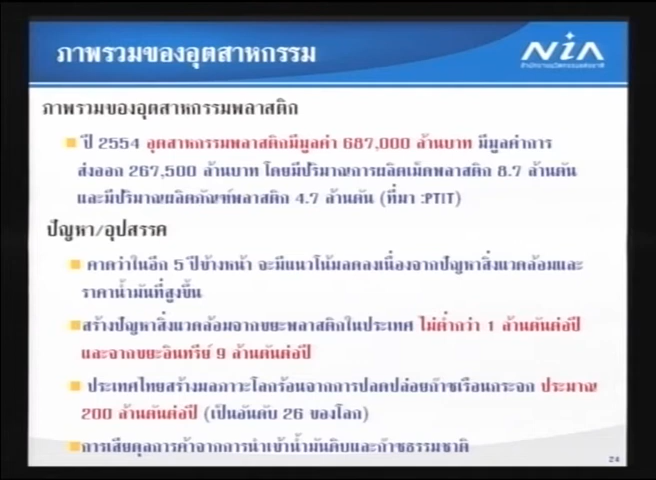 ภาพรวมของอุตสาหกรรม
NiA
สำนักงานนวัตกรรมแห่งชาติ
ภาพรวมของอุตสาหกรรมพลาสติก
ปี 2554 อุตสาหกรรมพลาสติกมีมูลค่า 687,000 ล้านบาท มีมูลค่าการ
ส่งออก 267,500 ล้านบาท โดยมีปริมาณการผลิตเม็ดพลาสติก 8.7 ล้านตัน
และมีปริมาณผลิตภัณฑ์พลาสติก 4.7 ล้านตัน (ที่มา :PTIT)
ปัญหา/อุปสรรค
คาดว่าในอีก 5 ปีข้างหน้า จะมีแนวโน้มลดลงเนื่องจากปัญหาสิ่งแวดล้อมและ
ราคาน้ำมันที่สูงขึ้น
สร้างปัญหาสิ่งแวดล้อมจากขยะพลาสติกในประเทศ ไม่ต่ำกว่า 1 ล้านตันต่อปี
และจากขยะอินทรีย์ 9 ล้านตันต่อปี
ประเทศไทยสร้างมลภาวะโลกร้อนจากการปลดปล่อยก๊าซเรือนกระจก ประมาณ
200 ล้านตันต่อปี (เป็นอันดับ 26 ของโลก)
การเสียดุลการค้าจากการนำเข้าน้ำมันดิบและก๊าซธรรมชาติ
24